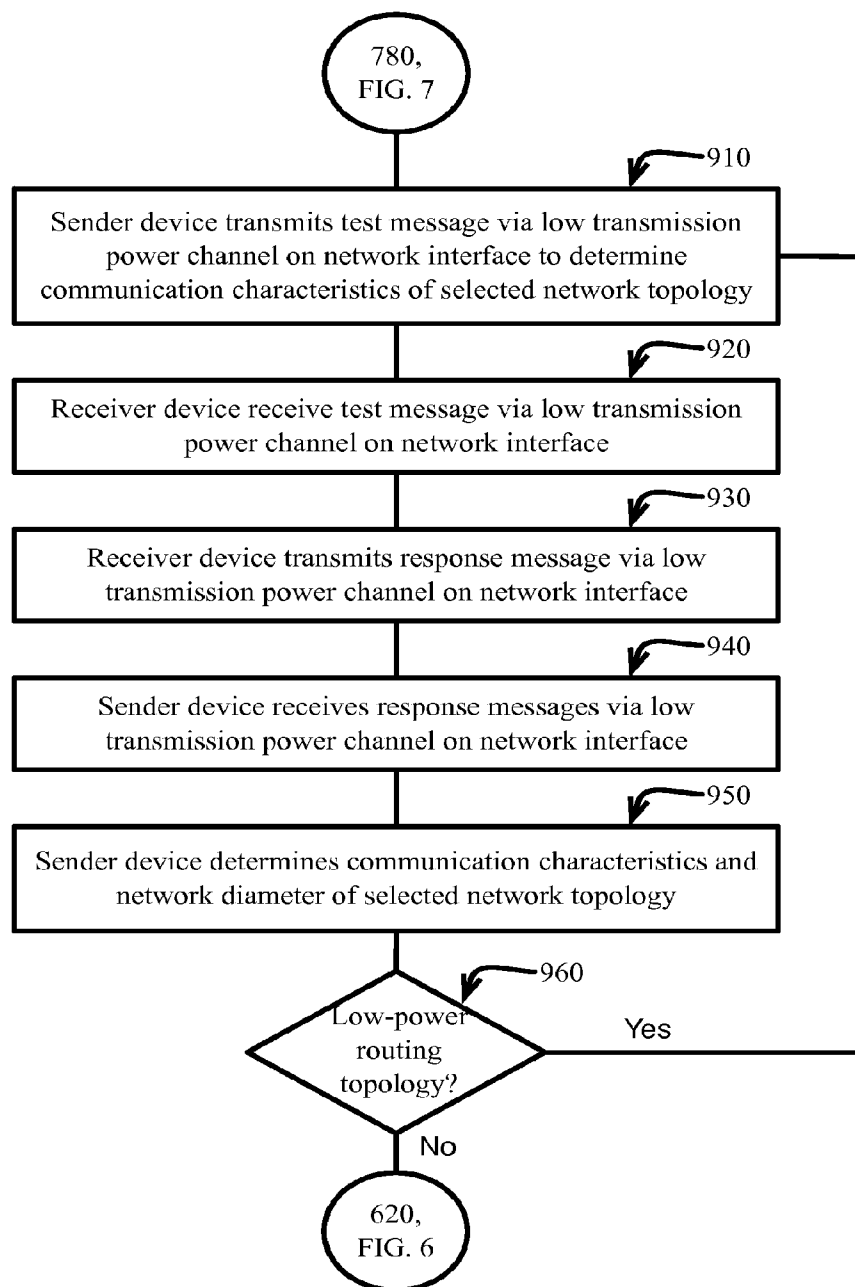 780,
FIG. 7
910
Sender device transmits test message via low transmission
power channel on network interface to determine
communication characteristics of selected network topology
920
Receiver device receive test message via low transmission
power channel on network interface
930
Receiver device transmits response message via low
transmission power channel on network interface
940
Sender device receives response messages via low
transmission power channel on network interface
950
Sender device determines communication characteristics and
network diameter of selected network topology
960
Low-power
routing
topology?
Yes
No
620,
FIG. 6